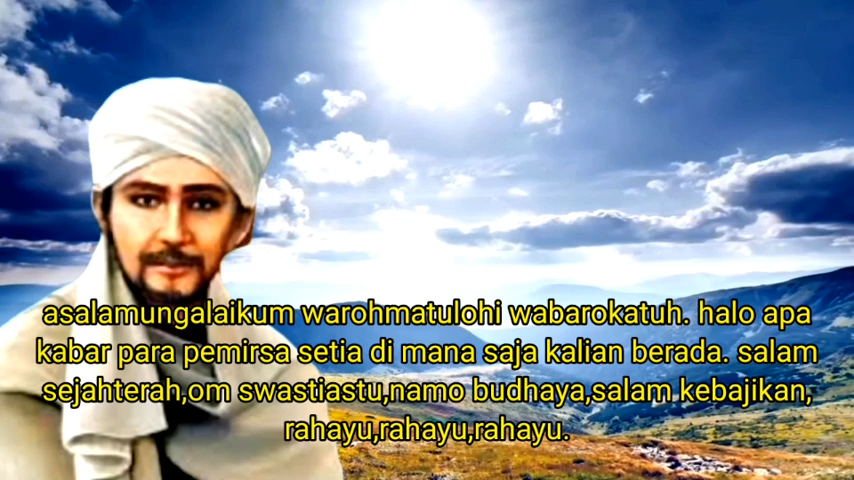 asalamungalaikum warohmatulohi wabarokatuh. halo apa
kabar para pemirsa setia di mana saja kalian berada. salam
sejahterah,om swastiastu,namo budhaya,salam kebajikan,
rahayu,rahayu,rahayu.